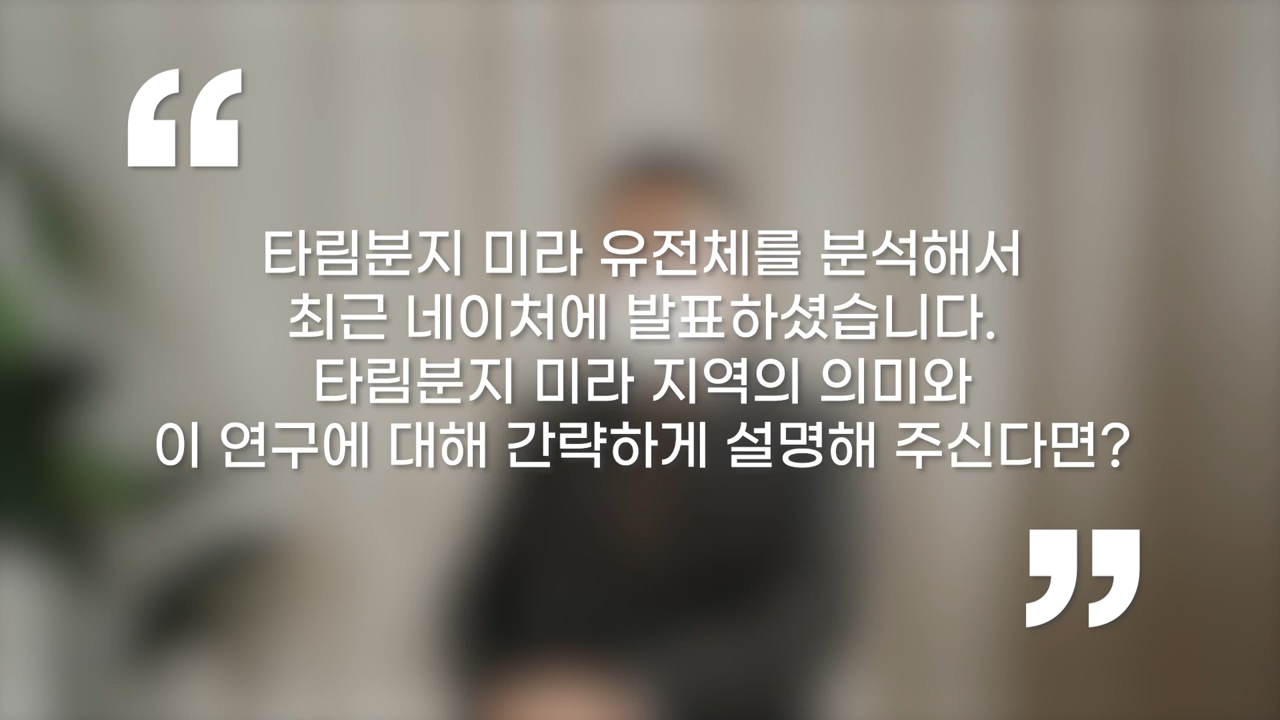 “
타림분지 미라 유전체를 분석해서
최근 네이처에 발표하셨습니다.
타림분지 미라 지역의 의미와
이 연구에 대해 간략하게 설명해 주신다면?
”